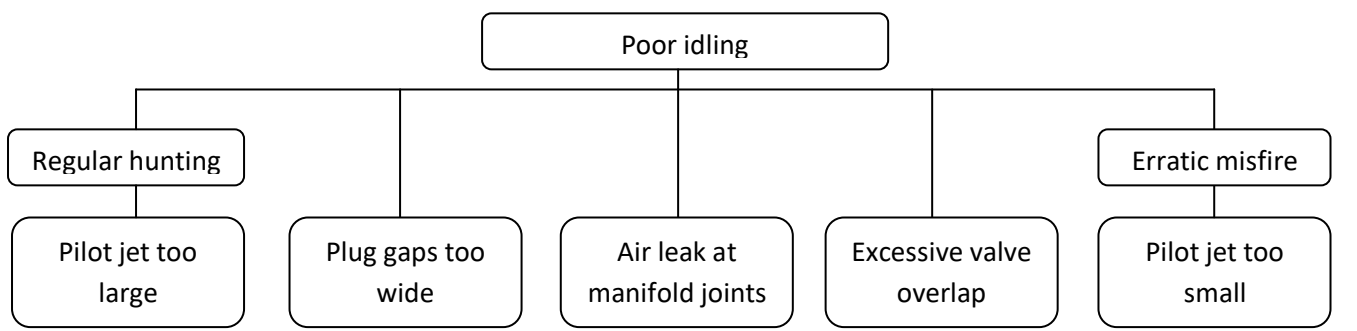 Poor idling
Regular hunting
Erratic misfire
Pilot jet too
large
Plug gaps too
wide
Air leak at
manifold joints
Excessive valve
overlap
Pilot jet too
small